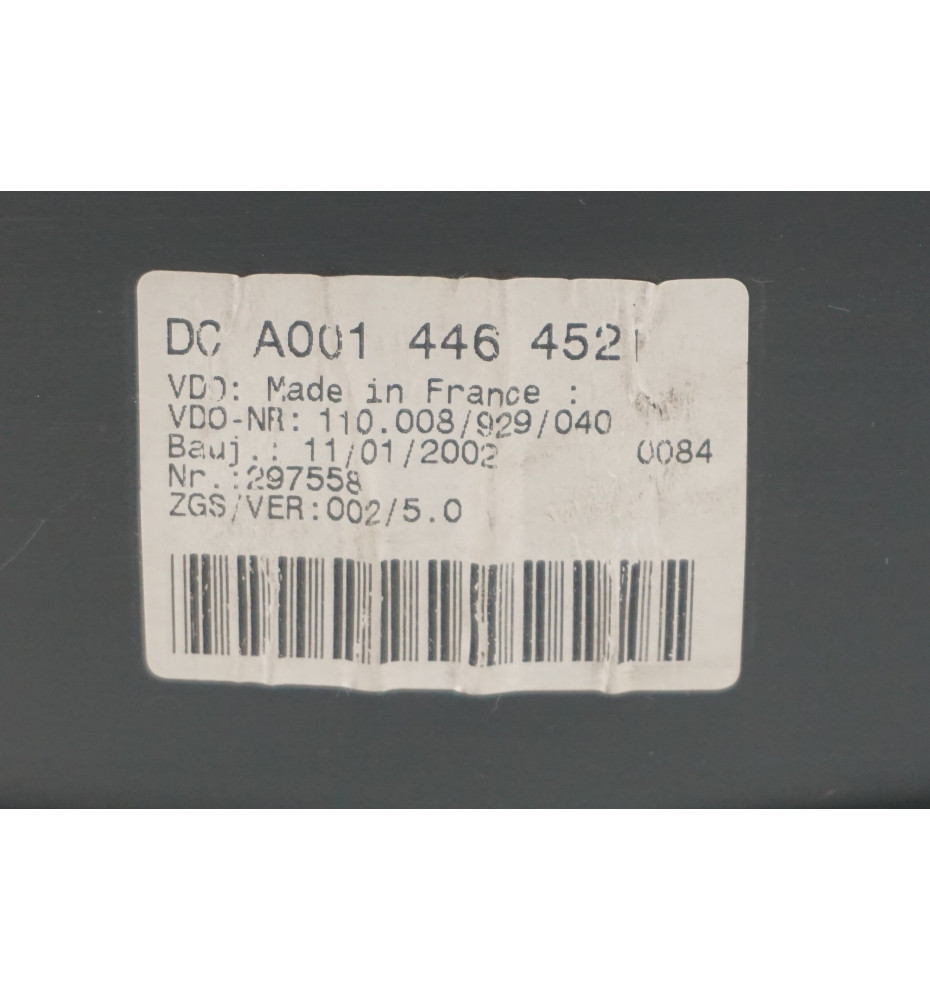 DC A001 446 4521
VDO: Made in France :
VDO-NR: 110.008/929/040
Bauj.: 11/01/2002 0084
Nr.:297558
ZGS/VER:002/5.0